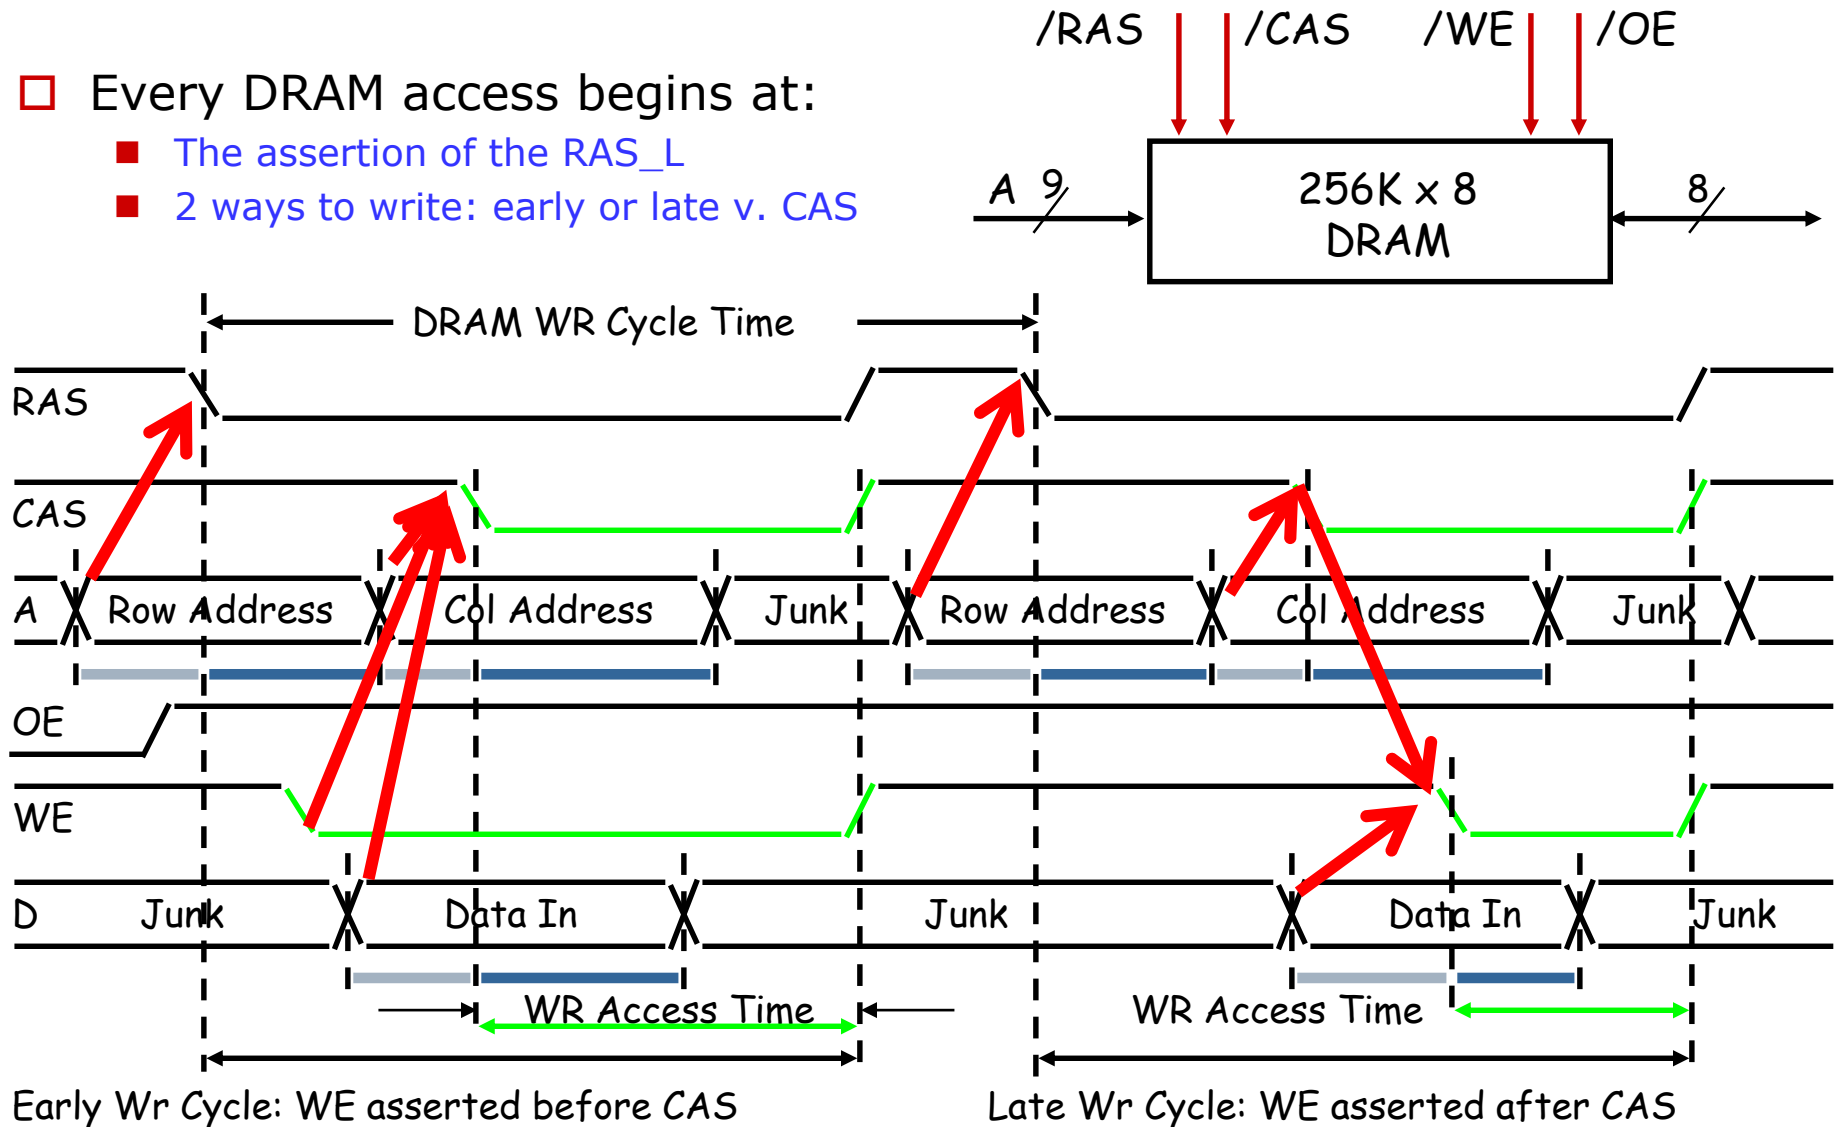 Every DRAM access begins at:
The assertion of the RAS_L
2 ways to write: early or late v. CAS
/RAS /CAS /WE /OE
A 9 256K x 8 8
DRAM
DRAM WR Cycle Time
RAS
CAS
A Row Address Col Address Junk Row Address Col Address Junk
OE
WE
D Junk Data In Junk Data In Junk
WR Access Time WR Access Time
Early Wr Cycle: WE asserted before CAS Late Wr Cycle: WE asserted after CAS